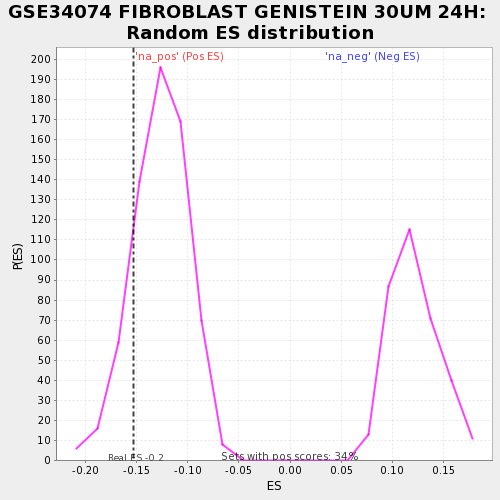 GSE34074 FIBROBLAST GENISTEIN 30UM 24H:
Random ES distribution
'na_pos' (Pos ES)
'na_neg' (Neg ES)
200
190
180
170
160
150
140
130
120
110
100
90
80
70
60
50
40
30
20
10
0
P(ES)
Real ES -0.2
Sets with pos scores: 34%
-0.20 -0.15 -0.10 -0.05 0.00 0.05 0.10 0.15
ES